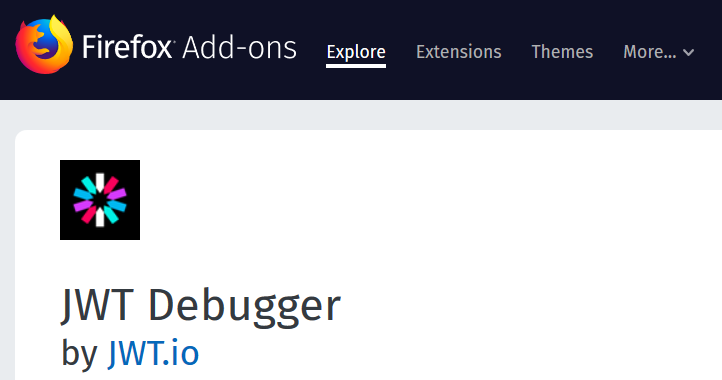 Firefox Add-ons Explore Extensions Themes More...
JWT Debugger
by JWT.io